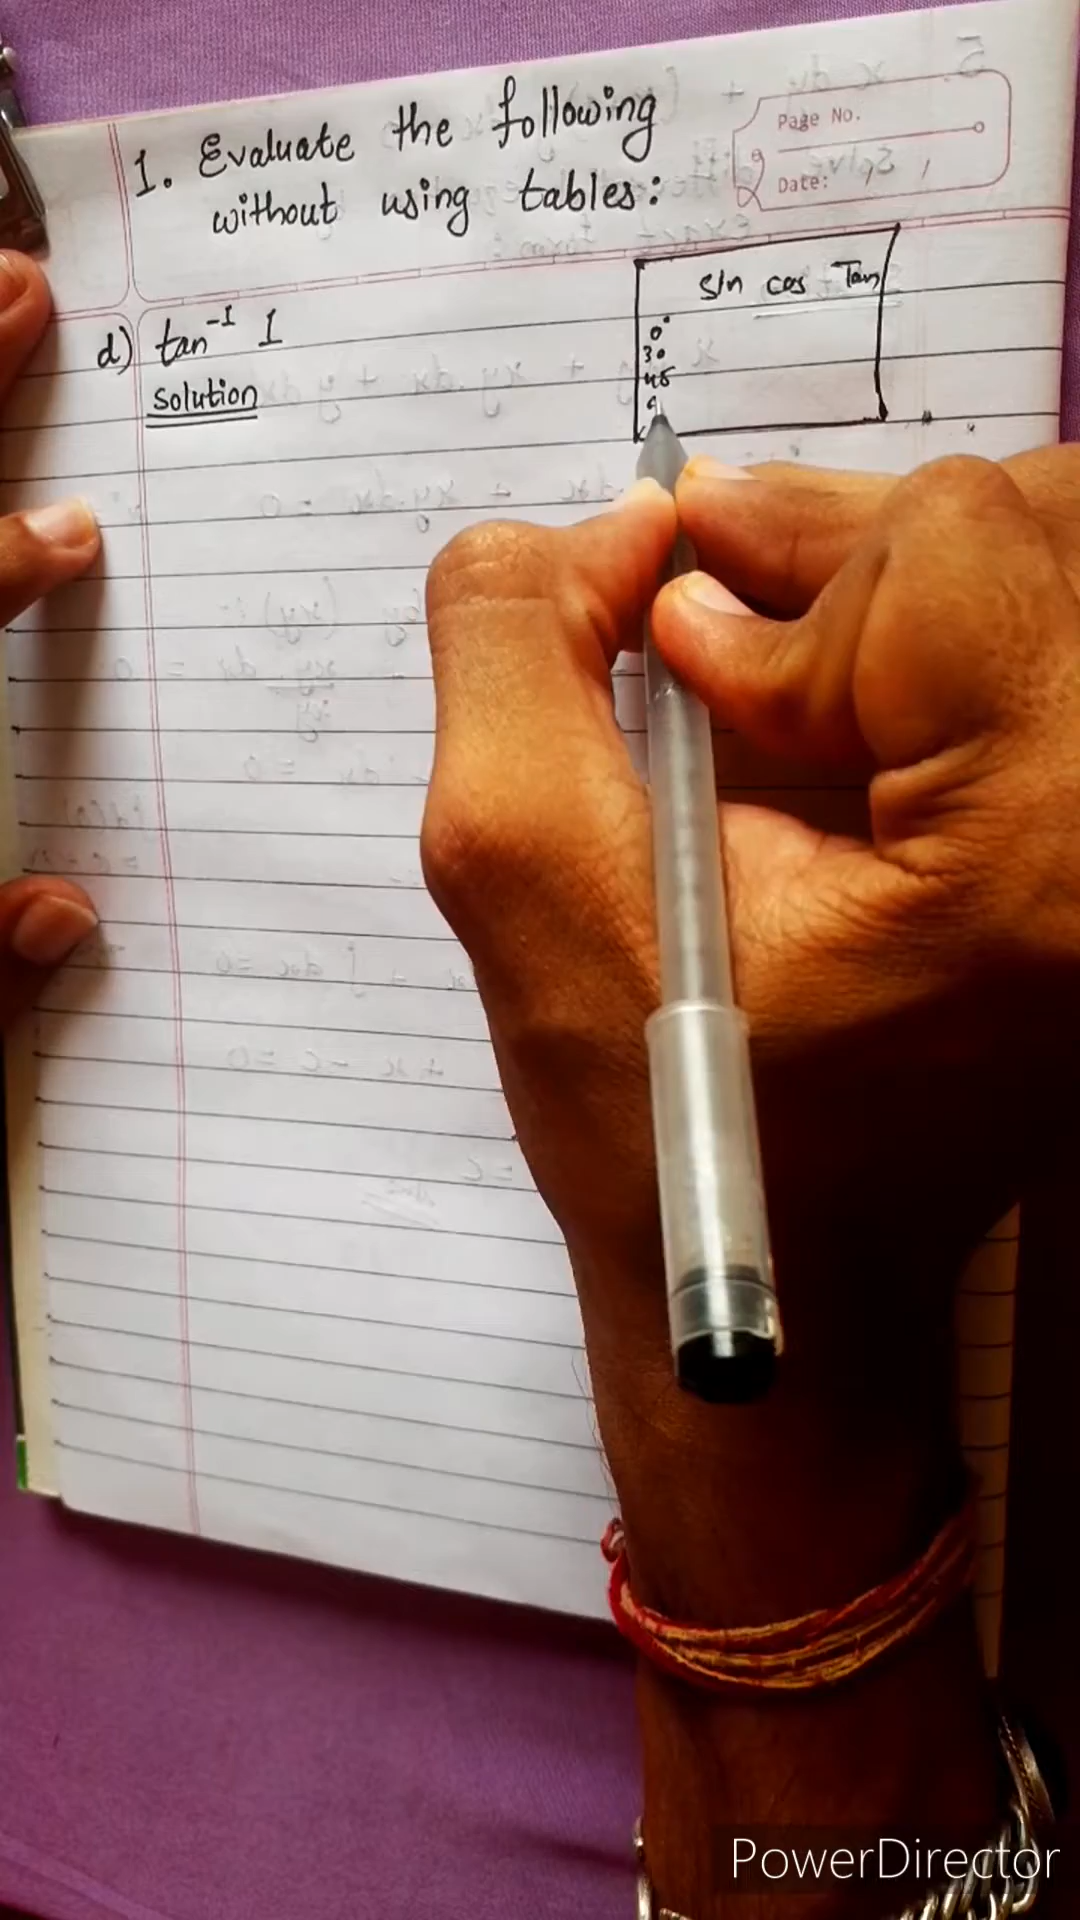 1. Evaluate the following
without using tables:
Page No.
Date:
d) tan⁻¹ 1
solution
sin cos Tan
0°
30
45
PowerDirector